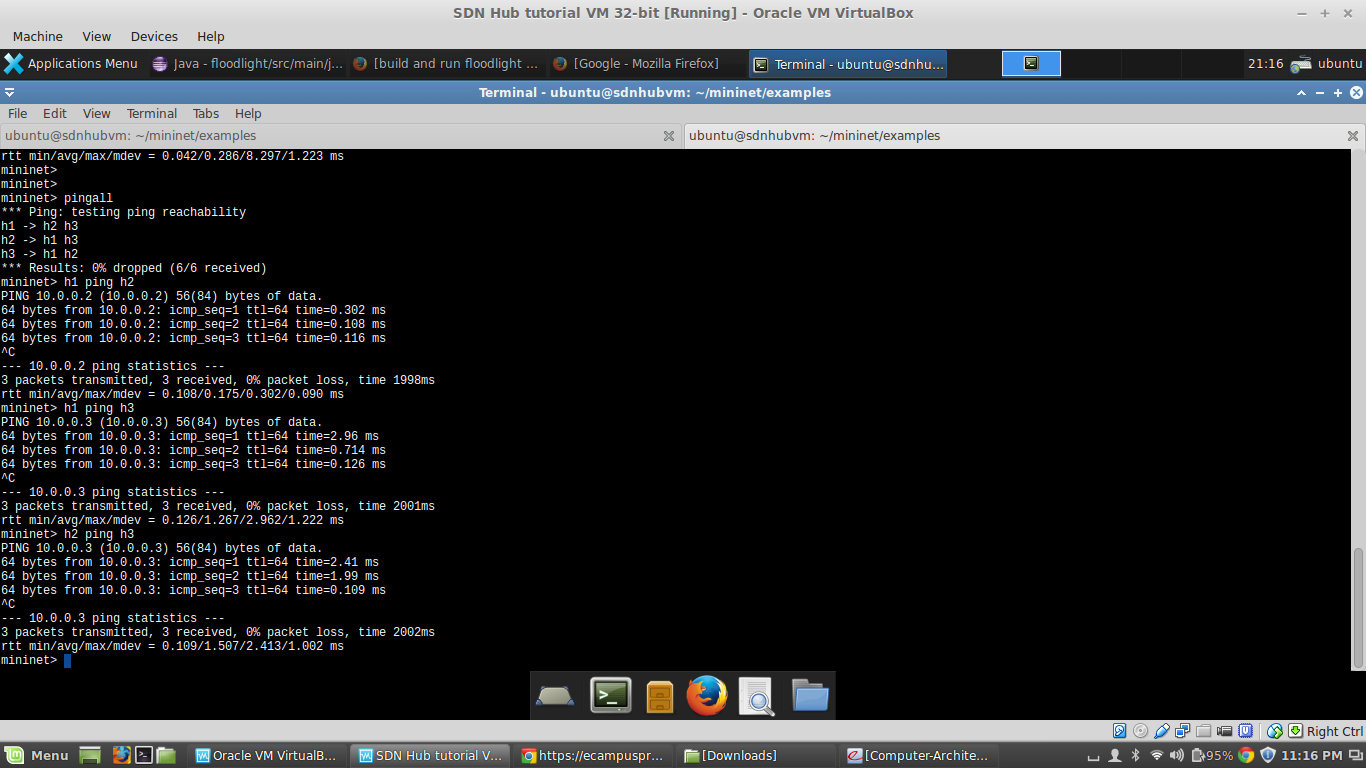 SDN Hub tutorial VM 32-bit [Running] - Oracle VM VirtualBox
Machine View Devices Help
Applications Menu Java - floodlight/src/main/j... [build and run floodlight ... [Google - Mozilla Firefox] Terminal - ubuntu@sdnhu... 21:16 ubuntu
Terminal - ubuntu@sdnhubvm: ~/mininet/examples
File Edit View Terminal Tabs Help
ubuntu@sdnhubvm: ~/mininet/examples ubuntu@sdnhubvm: ~/mininet/examples
rtt min/avg/max/mdev = 0.042/0.286/8.297/1.223 ms
mininet>
mininet>
mininet> pingall
*** Ping: testing ping reachability
h1 -> h2 h3
h2 -> h1 h3
h3 -> h1 h2
*** Results: 0% dropped (6/6 received)
mininet> h1 ping h2
PING 10.0.0.2 (10.0.0.2) 56(84) bytes of data.
64 bytes from 10.0.0.2: icmp_seq=1 ttl=64 time=0.302 ms
64 bytes from 10.0.0.2: icmp_seq=2 ttl=64 time=0.108 ms
64 bytes from 10.0.0.2: icmp_seq=3 ttl=64 time=0.116 ms
^C
--- 10.0.0.2 ping statistics ---
3 packets transmitted, 3 received, 0% packet loss, time 1998ms
rtt min/avg/max/mdev = 0.108/0.175/0.302/0.090 ms
mininet> h1 ping h3
PING 10.0.0.3 (10.0.0.3) 56(84) bytes of data.
64 bytes from 10.0.0.3: icmp_seq=1 ttl=64 time=2.96 ms
64 bytes from 10.0.0.3: icmp_seq=2 ttl=64 time=0.714 ms
64 bytes from 10.0.0.3: icmp_seq=3 ttl=64 time=0.126 ms
^C
--- 10.0.0.3 ping statistics ---
3 packets transmitted, 3 received, 0% packet loss, time 2001ms
rtt min/avg/max/mdev = 0.126/1.267/2.962/1.222 ms
mininet> h2 ping h3
PING 10.0.0.3 (10.0.0.3) 56(84) bytes of data.
64 bytes from 10.0.0.3: icmp_seq=1 ttl=64 time=2.41 ms
64 bytes from 10.0.0.3: icmp_seq=2 ttl=64 time=1.99 ms
64 bytes from 10.0.0.3: icmp_seq=3 ttl=64 time=0.109 ms
^C
--- 10.0.0.3 ping statistics ---
3 packets transmitted, 3 received, 0% packet loss, time 2002ms
rtt min/avg/max/mdev = 0.109/1.507/2.413/1.002 ms
mininet>
Right Ctrl
Menu Oracle VM VirtualB... SDN Hub tutorial V... https://ecampuspr... [Downloads] [Computer-Archite... 95% 11:16 PM